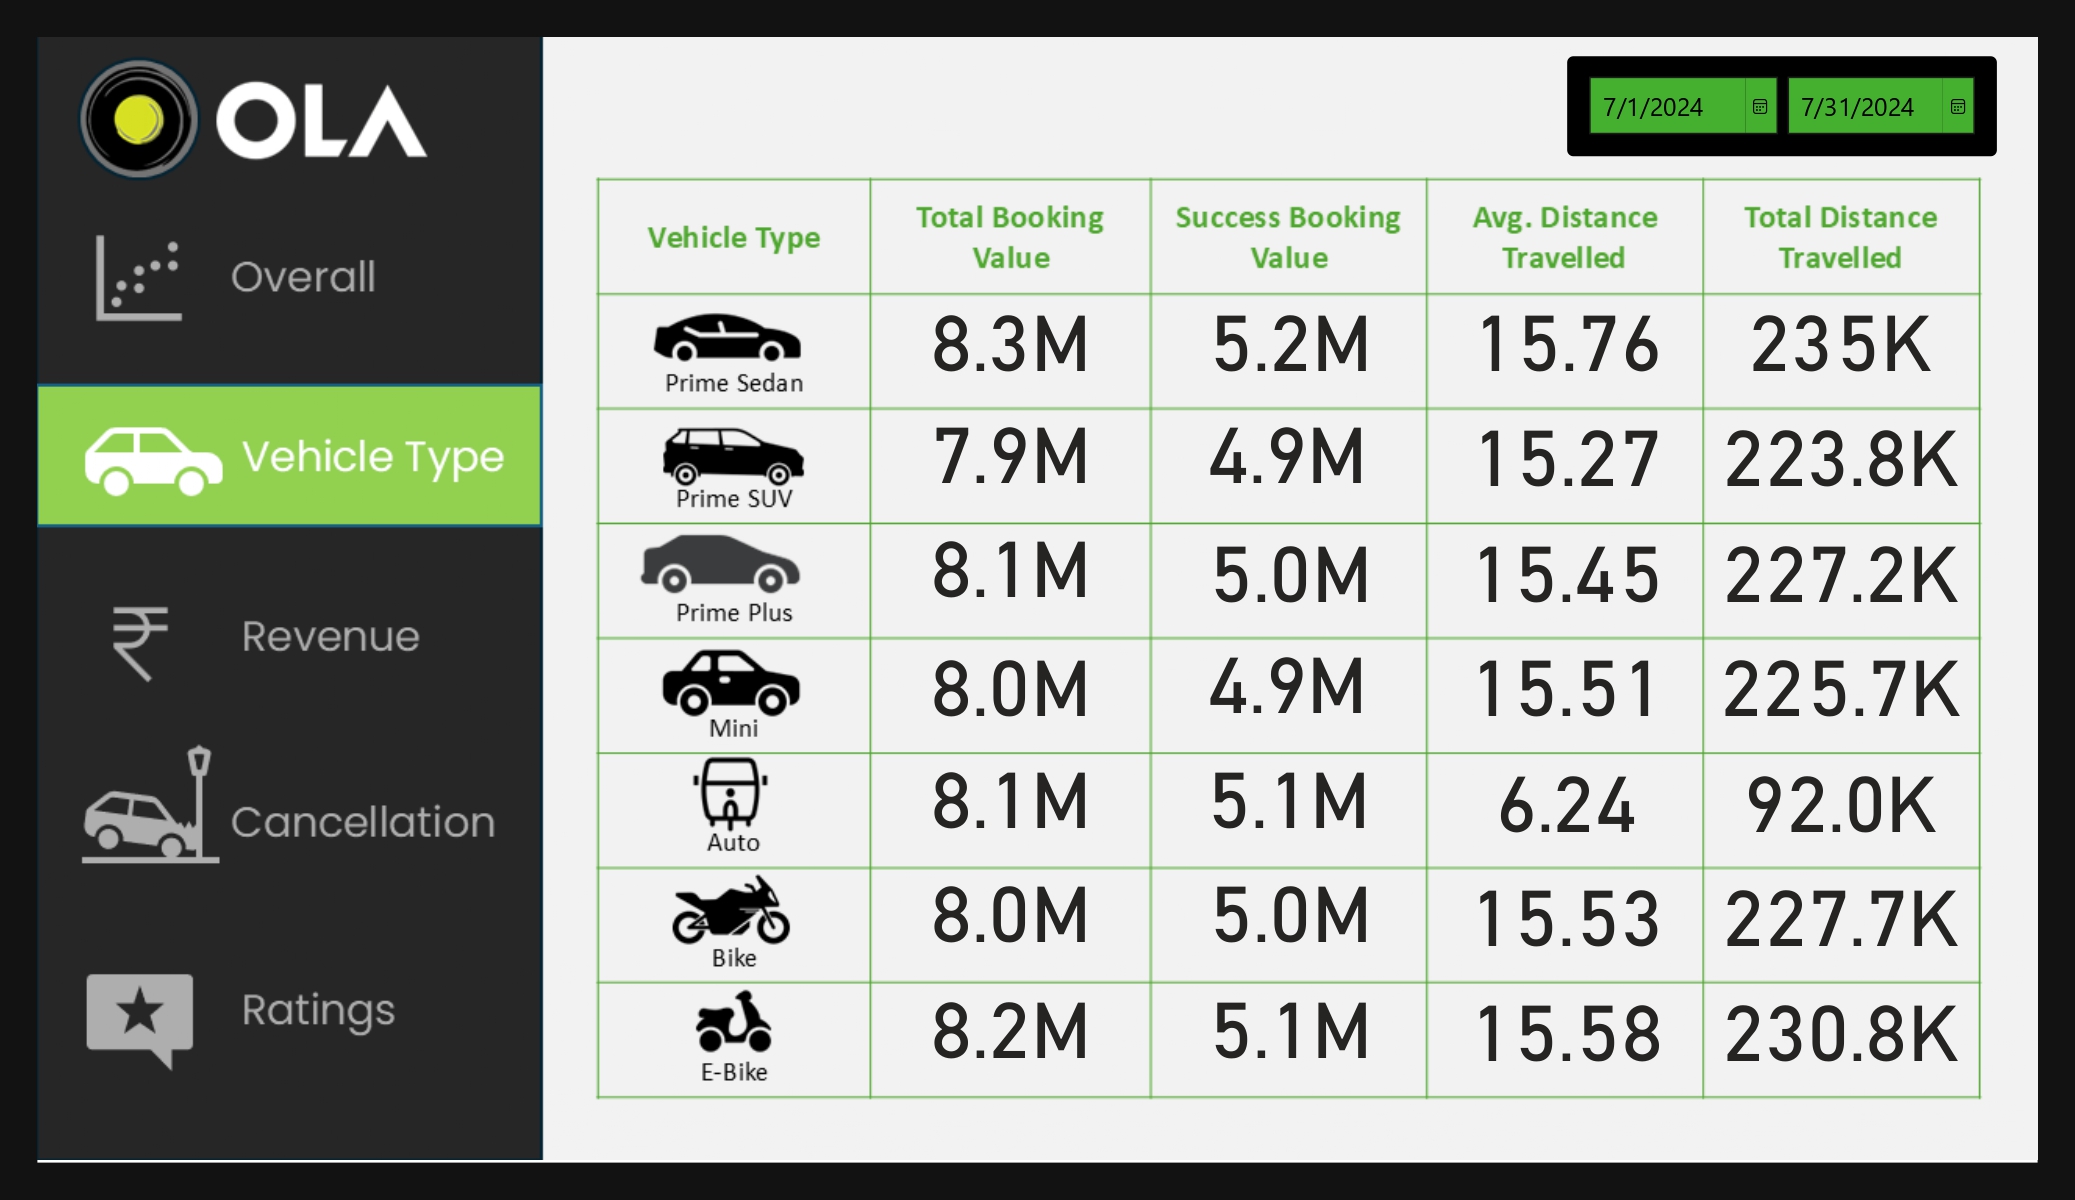 OLA
Overall
Vehicle Type
Revenue
Cancellation
Ratings
7/1/2024 7/31/2024
Vehicle Type Total Booking Value Success Booking Value Avg. Distance Travelled Total Distance Travelled
Prime Sedan 8.3M 5.2M 15.76 235K
Prime SUV 7.9M 4.9M 15.27 223.8K
Prime Plus 8.1M 5.0M 15.45 227.2K
Mini 8.0M 4.9M 15.51 225.7K
Auto 8.1M 5.1M 6.24 92.0K
Bike 8.0M 5.0M 15.53 227.7K
E-Bike 8.2M 5.1M 15.58 230.8K